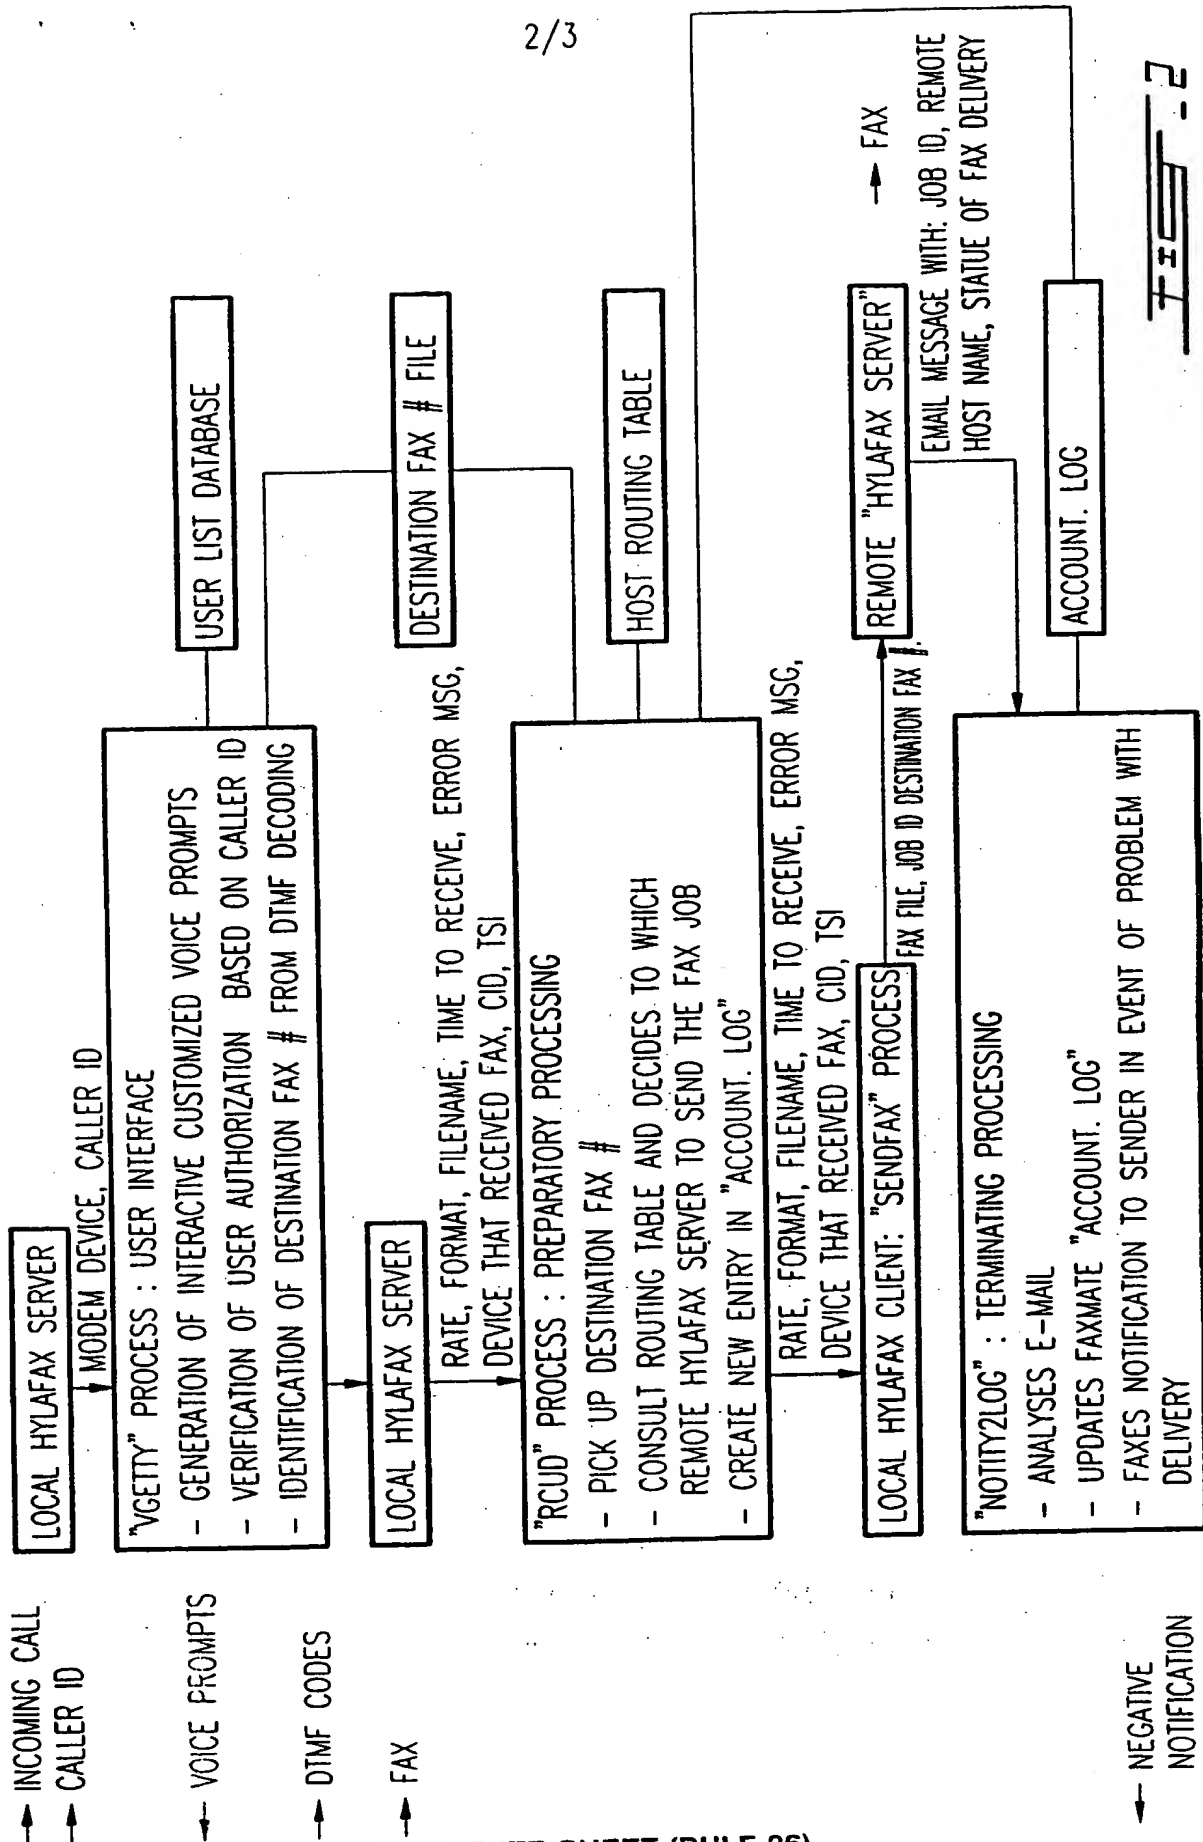 2/3
INCOMING CALL
CALLER ID
LOCAL HYLAFAX SERVER
MODEM DEVICE, CALLER ID
"VGETTY" PROCESS : USER INTERFACE
- GENERATION OF INTERACTIVE CUSTOMIZED VOICE PROMPTS
- VERIFICATION OF USER AUTHORIZATION BASED ON CALLER ID
- IDENTIFICATION OF DESTINATION FAX # FROM DTMF DECODING
USER LIST DATABASE
VOICE PROMPTS
DTMF CODES
DESTINATION FAX # FILE
FAX
LOCAL HYLAFAX SERVER
RATE, FORMAT, FILENAME, TIME TO RECEIVE, ERROR MSG,
DEVICE THAT RECEIVED FAX, CID, TSI
"RCUD" PROCESS : PREPARATORY PROCESSING
- PICK UP DESTINATION FAX #
- CONSULT ROUTING TABLE AND DECIDES TO WHICH
REMOTE HYLAFAX SERVER TO SEND THE FAX JOB
- CREATE NEW ENTRY IN "ACCOUNT. LOG"
HOST ROUTING TABLE
RATE, FORMAT, FILENAME, TIME TO RECEIVE, ERROR MSG,
DEVICE THAT RECEIVED FAX, CID, TSI
LOCAL HYLAFAX CLIENT: "SENDFAX" PROCESS
FAX FILE, JOB ID DESTINATION FAX #.
REMOTE "HYLAFAX SERVER"
FAX
EMAIL MESSAGE WITH: JOB ID, REMOTE
HOST NAME, STATUE OF FAX DELIVERY
"NOTITY2LOG" : TERMINATING PROCESSING
- ANALYSES E-MAIL
- UPDATES FAXMATE "ACCOUNT. LOG"
- FAXES NOTIFICATION TO SENDER IN EVENT OF PROBLEM WITH
DELIVERY
ACCOUNT. LOG
NEGATIVE
NOTIFICATION
FIG - 2